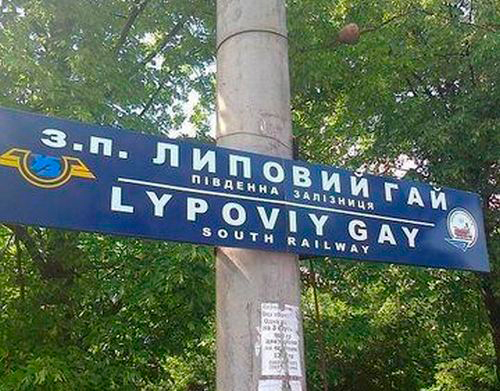 з.п. ЛИПОВИЙ ГАЙ
ПІВДЕННА ЗАЛІЗНИЦЯ
LYPOVIY GAY
SOUTH RAILWAY